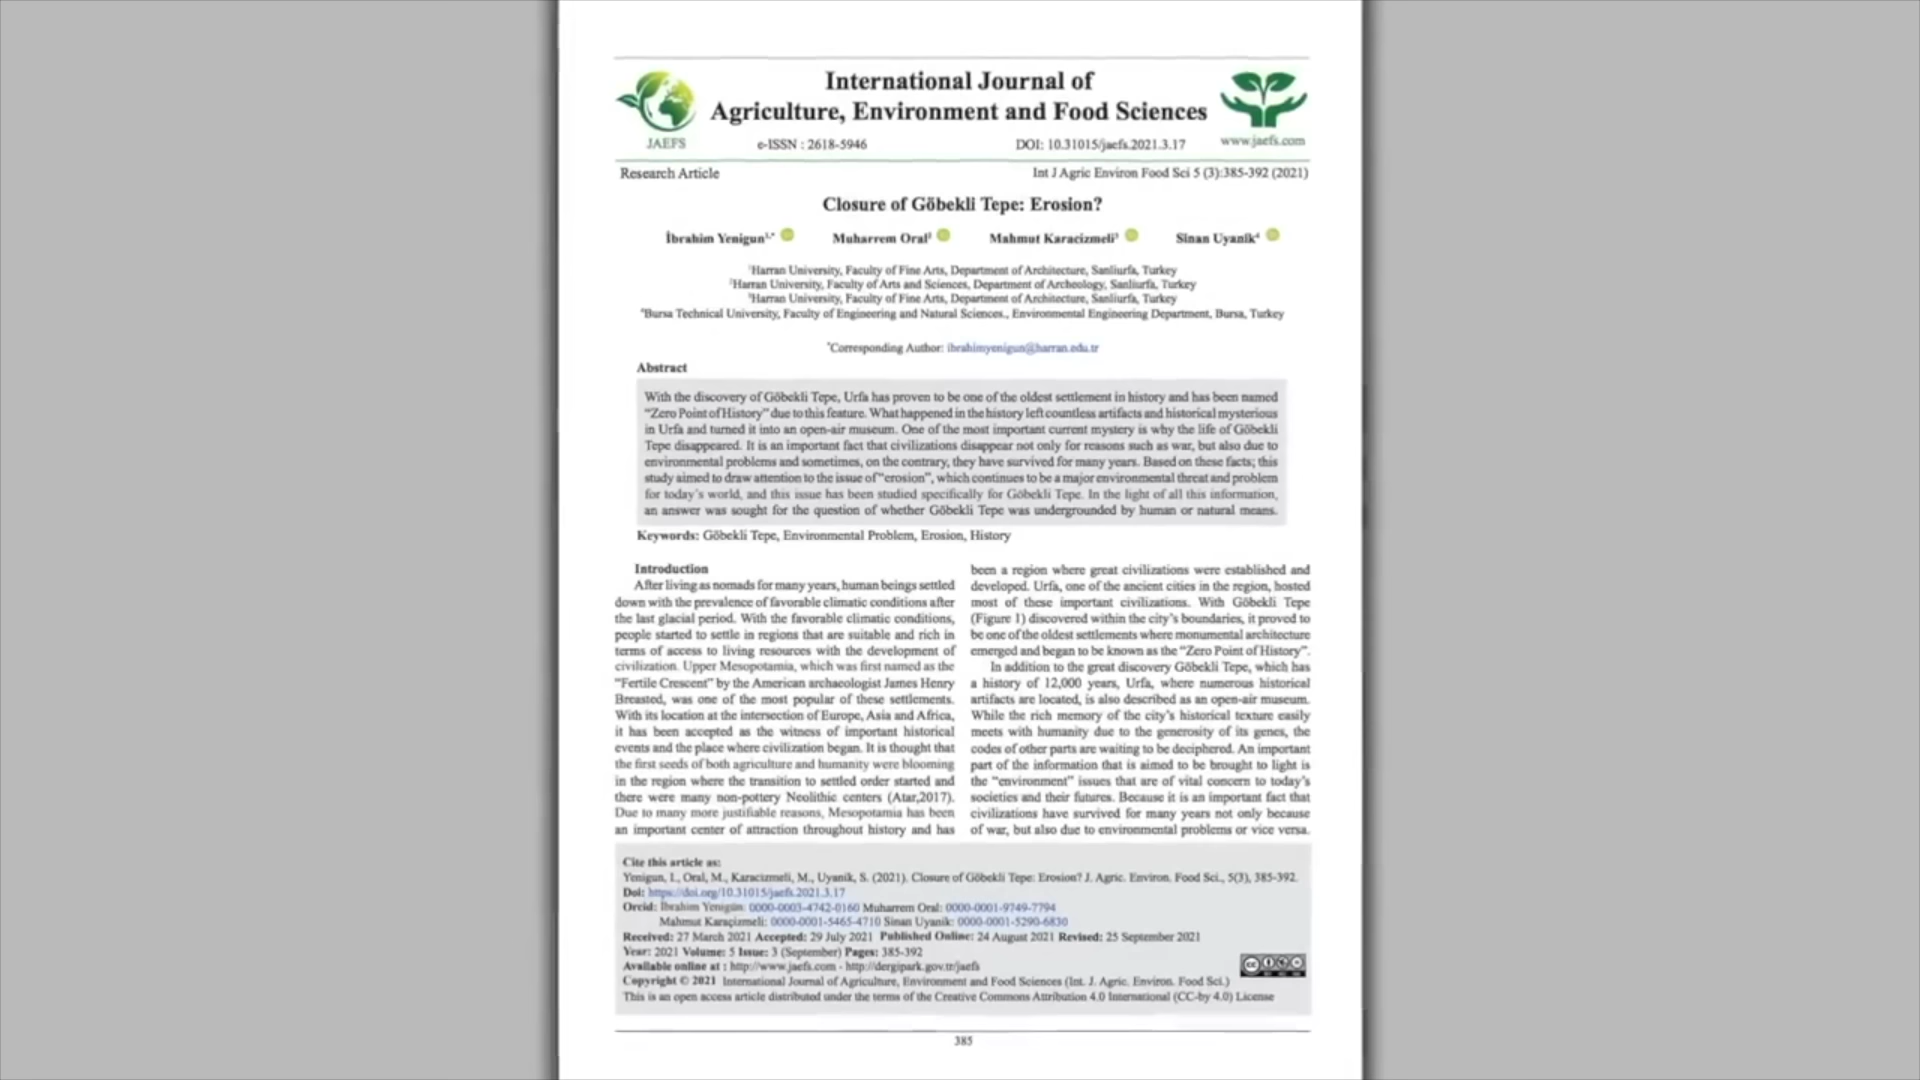 International Journal of
Agriculture, Environment and Food Sciences
JAEFS
e-ISSN : 2618-5946
DOI: 10.31015/jaefs.2021.3.17
www.jaefs.com
Research Article
Int J Agric Environ Food Sci 5 (3):385-392 (2021)
Closure of Göbekli Tepe: Erosion?
İbrahim Yenigun1,*
Muharrem Oral2
Mahmut Karacizmeli3
Sinan Uyanik4
1Harran University, Faculty of Fine Arts, Department of Architecture, Sanliurfa, Turkey
2Harran University, Faculty of Arts and Sciences, Department of Archeology, Sanliurfa, Turkey
3Harran University, Faculty of Fine Arts, Department of Architecture, Sanliurfa, Turkey
4Bursa Technical University, Faculty of Engineering and Natural Sciences., Environmental Engineering Department, Bursa, Turkey
*Corresponding Author: ibrahimyenigun@harran.edu.tr
Abstract
With the discovery of Göbekli Tepe, Urfa has proven to be one of the oldest settlement in history and has been named
“Zero Point of History” due to this feature. What happened in the history left countless artifacts and historical mysterious
in Urfa and turned it into an open-air museum. One of the most important current mystery is why the life of Göbekli
Tepe disappeared. It is an important fact that civilizations disappear not only for reasons such as war, but also due to
environmental problems and sometimes, on the contrary, they have survived for many years. Based on these facts; this
study aimed to draw attention to the issue of “erosion”, which continues to be a major environmental threat and problem
for today's world, and this issue has been studied specifically for Göbekli Tepe. In the light of all this information,
an answer was sought for the question of whether Göbekli Tepe was undergrounded by human or natural means.
Keywords: Göbekli Tepe, Environmental Problem, Erosion, History
Introduction
After living as nomads for many years, human beings settled
down with the prevalence of favorable climatic conditions after
the last glacial period. With the favorable climatic conditions,
people started to settle in regions that are suitable and rich in
terms of access to living resources with the development of
civilization. Upper Mesopotamia, which was first named as the
“Fertile Crescent” by the American archaeologist James Henry
Breasted, was one of the most popular of these settlements.
With its location at the intersection of Europe, Asia and Africa,
it has been accepted as the witness of important historical
events and the place where civilization began. It is thought that
the first seeds of both agriculture and humanity were blooming
in the region where the transition to settled order started and
there were many non-pottery Neolithic centers (Atar,2017).
Due to many more justifiable reasons, Mesopotamia has been
an important center of attraction throughout history and has
been a region where great civilizations were established and
developed. Urfa, one of the ancient cities in the region, hosted
most of these important civilizations. With Göbekli Tepe
(Figure 1) discovered within the city's boundaries, it proved to
be one of the oldest settlements where monumental architecture
emerged and began to be known as the “Zero Point of History”.
In addition to the great discovery Göbekli Tepe, which has
a history of 12,000 years, Urfa, where numerous historical
artifacts are located, is also described as an open-air museum.
While the rich memory of the city's historical texture easily
meets with humanity due to the generosity of its genes, the
codes of other parts are waiting to be deciphered. An important
part of the information that is aimed to be brought to light is
the “environment” issues that are of vital concern to today's
societies and their futures. Because it is an important fact that
civilizations have survived for many years not only because
of war, but also due to environmental problems or vice versa.
Cite this article as:
Yenigun, I., Oral, M., Karacizmeli, M., Uyanik, S. (2021). Closure of Göbekli Tepe: Erosion? J. Agric. Environ. Food Sci., 5(3), 385-392.
Doi: https://doi.org/10.31015/jaefs.2021.3.17
Orcid: İbrahim Yenigün: 0000-0003-4742-0160 Muharrem Oral: 0000-0001-9749-7794
Mahmut Karaçizmeli: 0000-0001-5465-4710 Sinan Uyanik: 0000-0001-5290-6830
Received: 27 March 2021 Accepted: 29 July 2021 Published Online: 24 August 2021 Revised: 25 September 2021
Year: 2021 Volume: 5 Issue: 3 (September) Pages: 385-392
Available online at : http://www.jaefs.com - http://dergipark.gov.tr/jaefs
Copyright © 2021 International Journal of Agriculture, Environment and Food Sciences (Int. J. Agric. Environ. Food Sci.)
This is an open access article distributed under the terms of the Creative Commons Attribution 4.0 International (CC-by 4.0) License
385